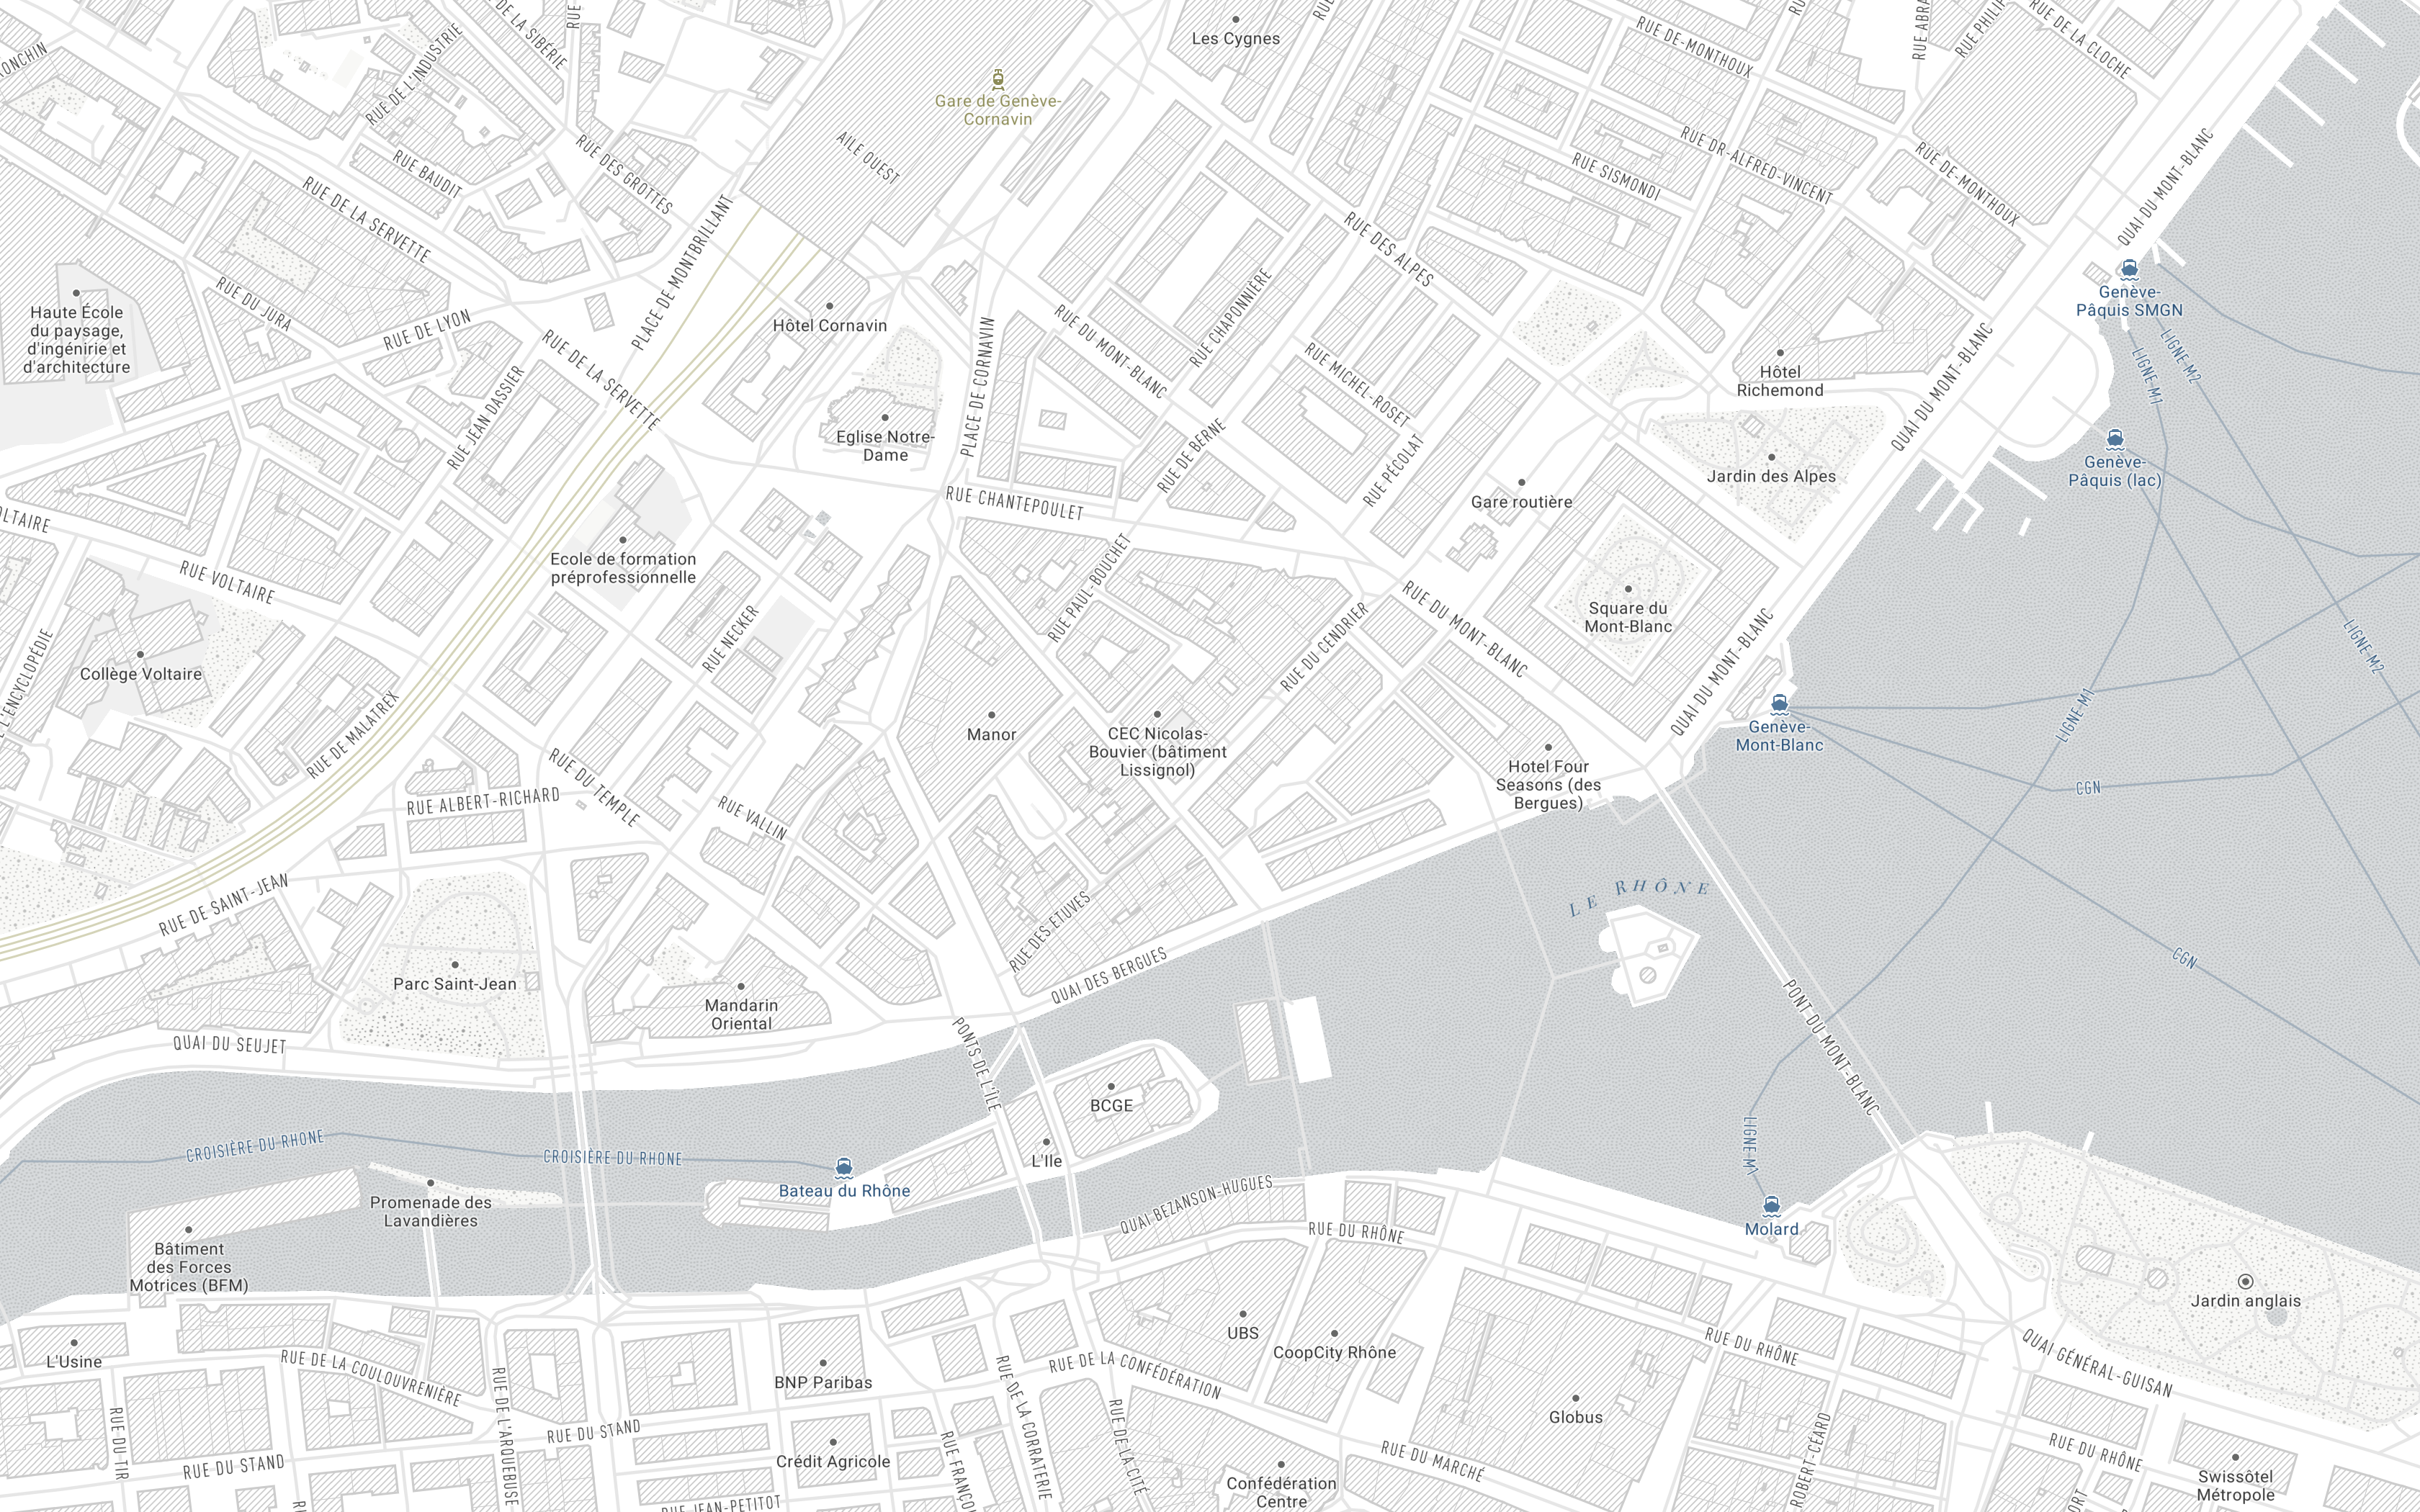 RUE DE LA SIBÉRIE
RUE
Les Cygnes
RUE DE-MONTHOUX
RUE ABRA
RUE PHILIP
RUE DE LA CLOCHE
RONCHIN
RUE DE L'INDUSTRIE
Gare de Genève-
Cornavin
AILE OUEST
RUE BAUDIT
RUE DES GROTTES
RUE SISMONDI
RUE DR-ALFRED-VINCENT
RUE DE-MONTHOUX
QUAI DU MONT-BLANC
RUE DE LA SERVETTE
PLACE DE MONTBRILLANT
RUE DES ALPES
RUE DU JURA
RUE DE LYON
Haute École
du paysage,
d'ingénirie et
d'architecture
Hôtel Cornavin
RUE CHAPONNIÈRE
RUE DU MONT-BLANC
Genève-
Pâquis SMGN
LIGNE M1
LIGNE M2
RUE DE LA SERVETTE
PLACE DE CORNAVIN
RUE MICHEL-ROSET
Hôtel
Richemond
QUAI DU MONT-BLANC
RUE JEAN DASSIER
Eglise Notre-
Dame
RUE DE BERNE
RUE PÉCOLAT
Jardin des Alpes
Genève-
Pâquis (lac)
RUE CHANTEPOULET
Gare routière
OLTAIRE
RUE VOLTAIRE
Ecole de formation
préprofessionnelle
RUE PAUL-BOUCHET
RUE NECKER
RUE DU CENDRIER
RUE DU MONT-BLANC
Square du
Mont-Blanc
QUAI DU MONT-BLANC
LIGNE M2
L'ENCYCLOPÉDIE
Collège Voltaire
RUE DE MALATREX
Manor
CEC Nicolas-
Bouvier (bâtiment
Lissignol)
Genève-
Mont-Blanc
LIGNE M1
CGN
Hotel Four
Seasons (des
Bergues)
RUE DU TEMPLE
RUE ALBERT-RICHARD
RUE VALLIN
RUE DE SAINT-JEAN
LE RHÔNE
RUE DES ETUVES
QUAI DES BERGUES
CGN
Parc Saint-Jean
Mandarin
Oriental
PONT DU MONT-BLANC
QUAI DU SEUJET
PONTS DE L'ÎLE
BCGE
LIGNE M1
CROISIÈRE DU RHONE
CROISIÈRE DU RHONE
L'Ile
Bateau du Rhône
Promenade des
Lavandières
QUAI BEZANSON-HUGUES
RUE DU RHÔNE
Molard
Bâtiment
des Forces
Motrices (BFM)
Jardin anglais
L'Usine
UBS
CoopCity Rhône
RUE DU RHÔNE
QUAI GÉNÉRAL-GUISAN
RUE DE LA COULOUVRENIÈRE
BNP Paribas
RUE DE LA CONFÉDÉRATION
RUE DE LA CORRATERIE
RUE DE LA CITÉ
Globus
RUE DU TIR
RUE DE L'ARQUEBUSE
RUE DU STAND
RUE DU STAND
Crédit Agricole
RUE FRANÇO
RUE DU MARCHÉ
ROBERT-CÉARD
RUE DU RHÔNE
Confédération
Centre
Swissôtel
Métropole
RUE JEAN-PETITOT
ORT